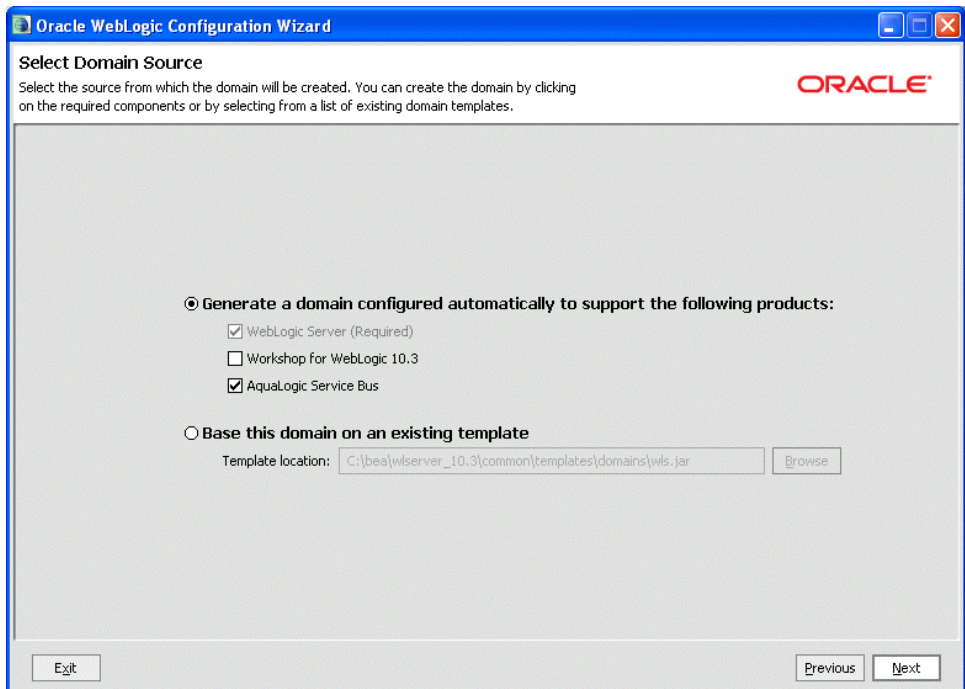 Oracle WebLogic Configuration Wizard
Select Domain Source
Select the source from which the domain will be created. You can create the domain by clicking
on the required components or by selecting from a list of existing domain templates.
ORACLE
Generate a domain configured automatically to support the following products:
WebLogic Server (Required)
Workshop for WebLogic 10.3
AquaLogic Service Bus
Base this domain on an existing template
Template location: C:\bea\wlserver_10.3\common\templates\domains\wls.jar Browse
Exit Previous Next